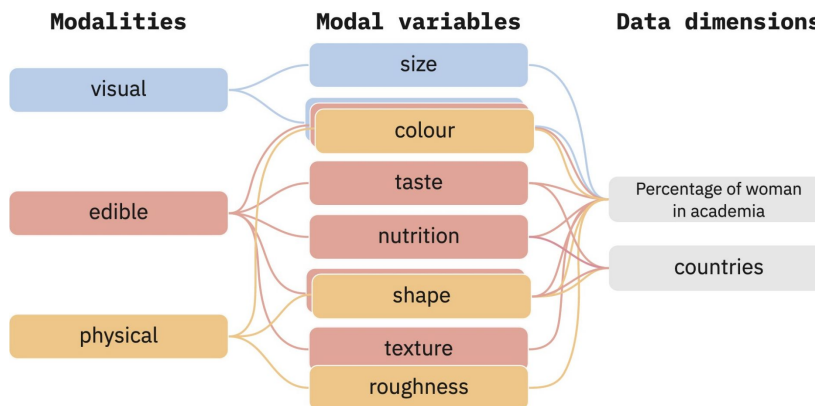 Modalities
Modal variables
Data dimensions
visual
edible
physical
size
colour
taste
nutrition
shape
texture
roughness
Percentage of woman
in academia
countries